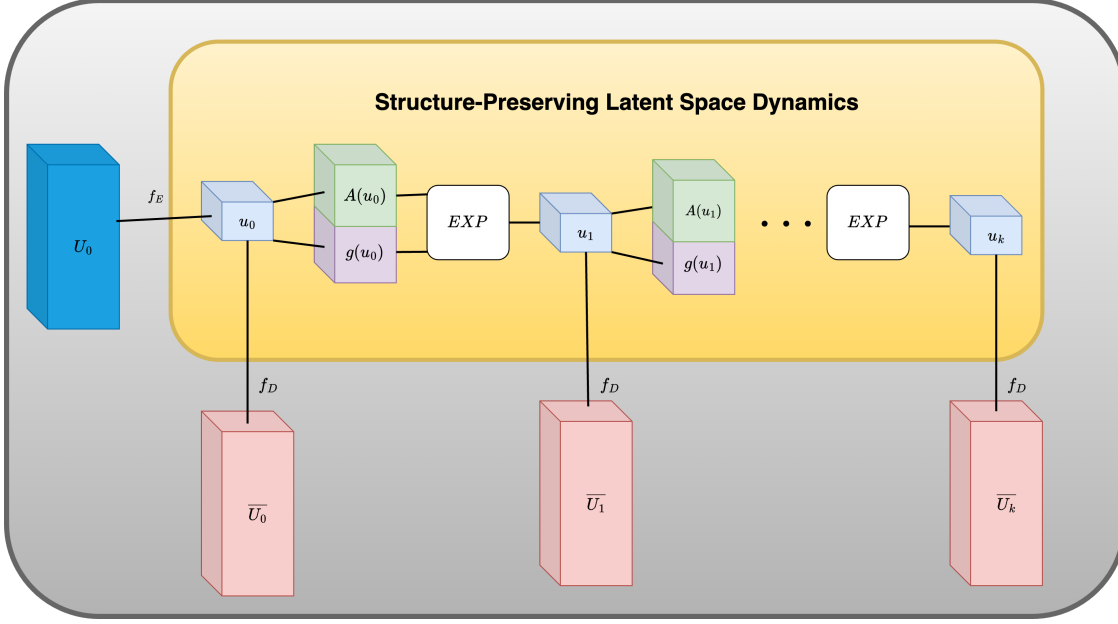 Structure-Preserving Latent Space Dynamics
U_0
f_E
u_0
A(u_0)
g(u_0)
EXP
u_1
A(u_1)
g(u_1)
• • •
EXP
u_k
f_D
f_D
f_D
\overline{U_0}
\overline{U_1}
\overline{U_k}